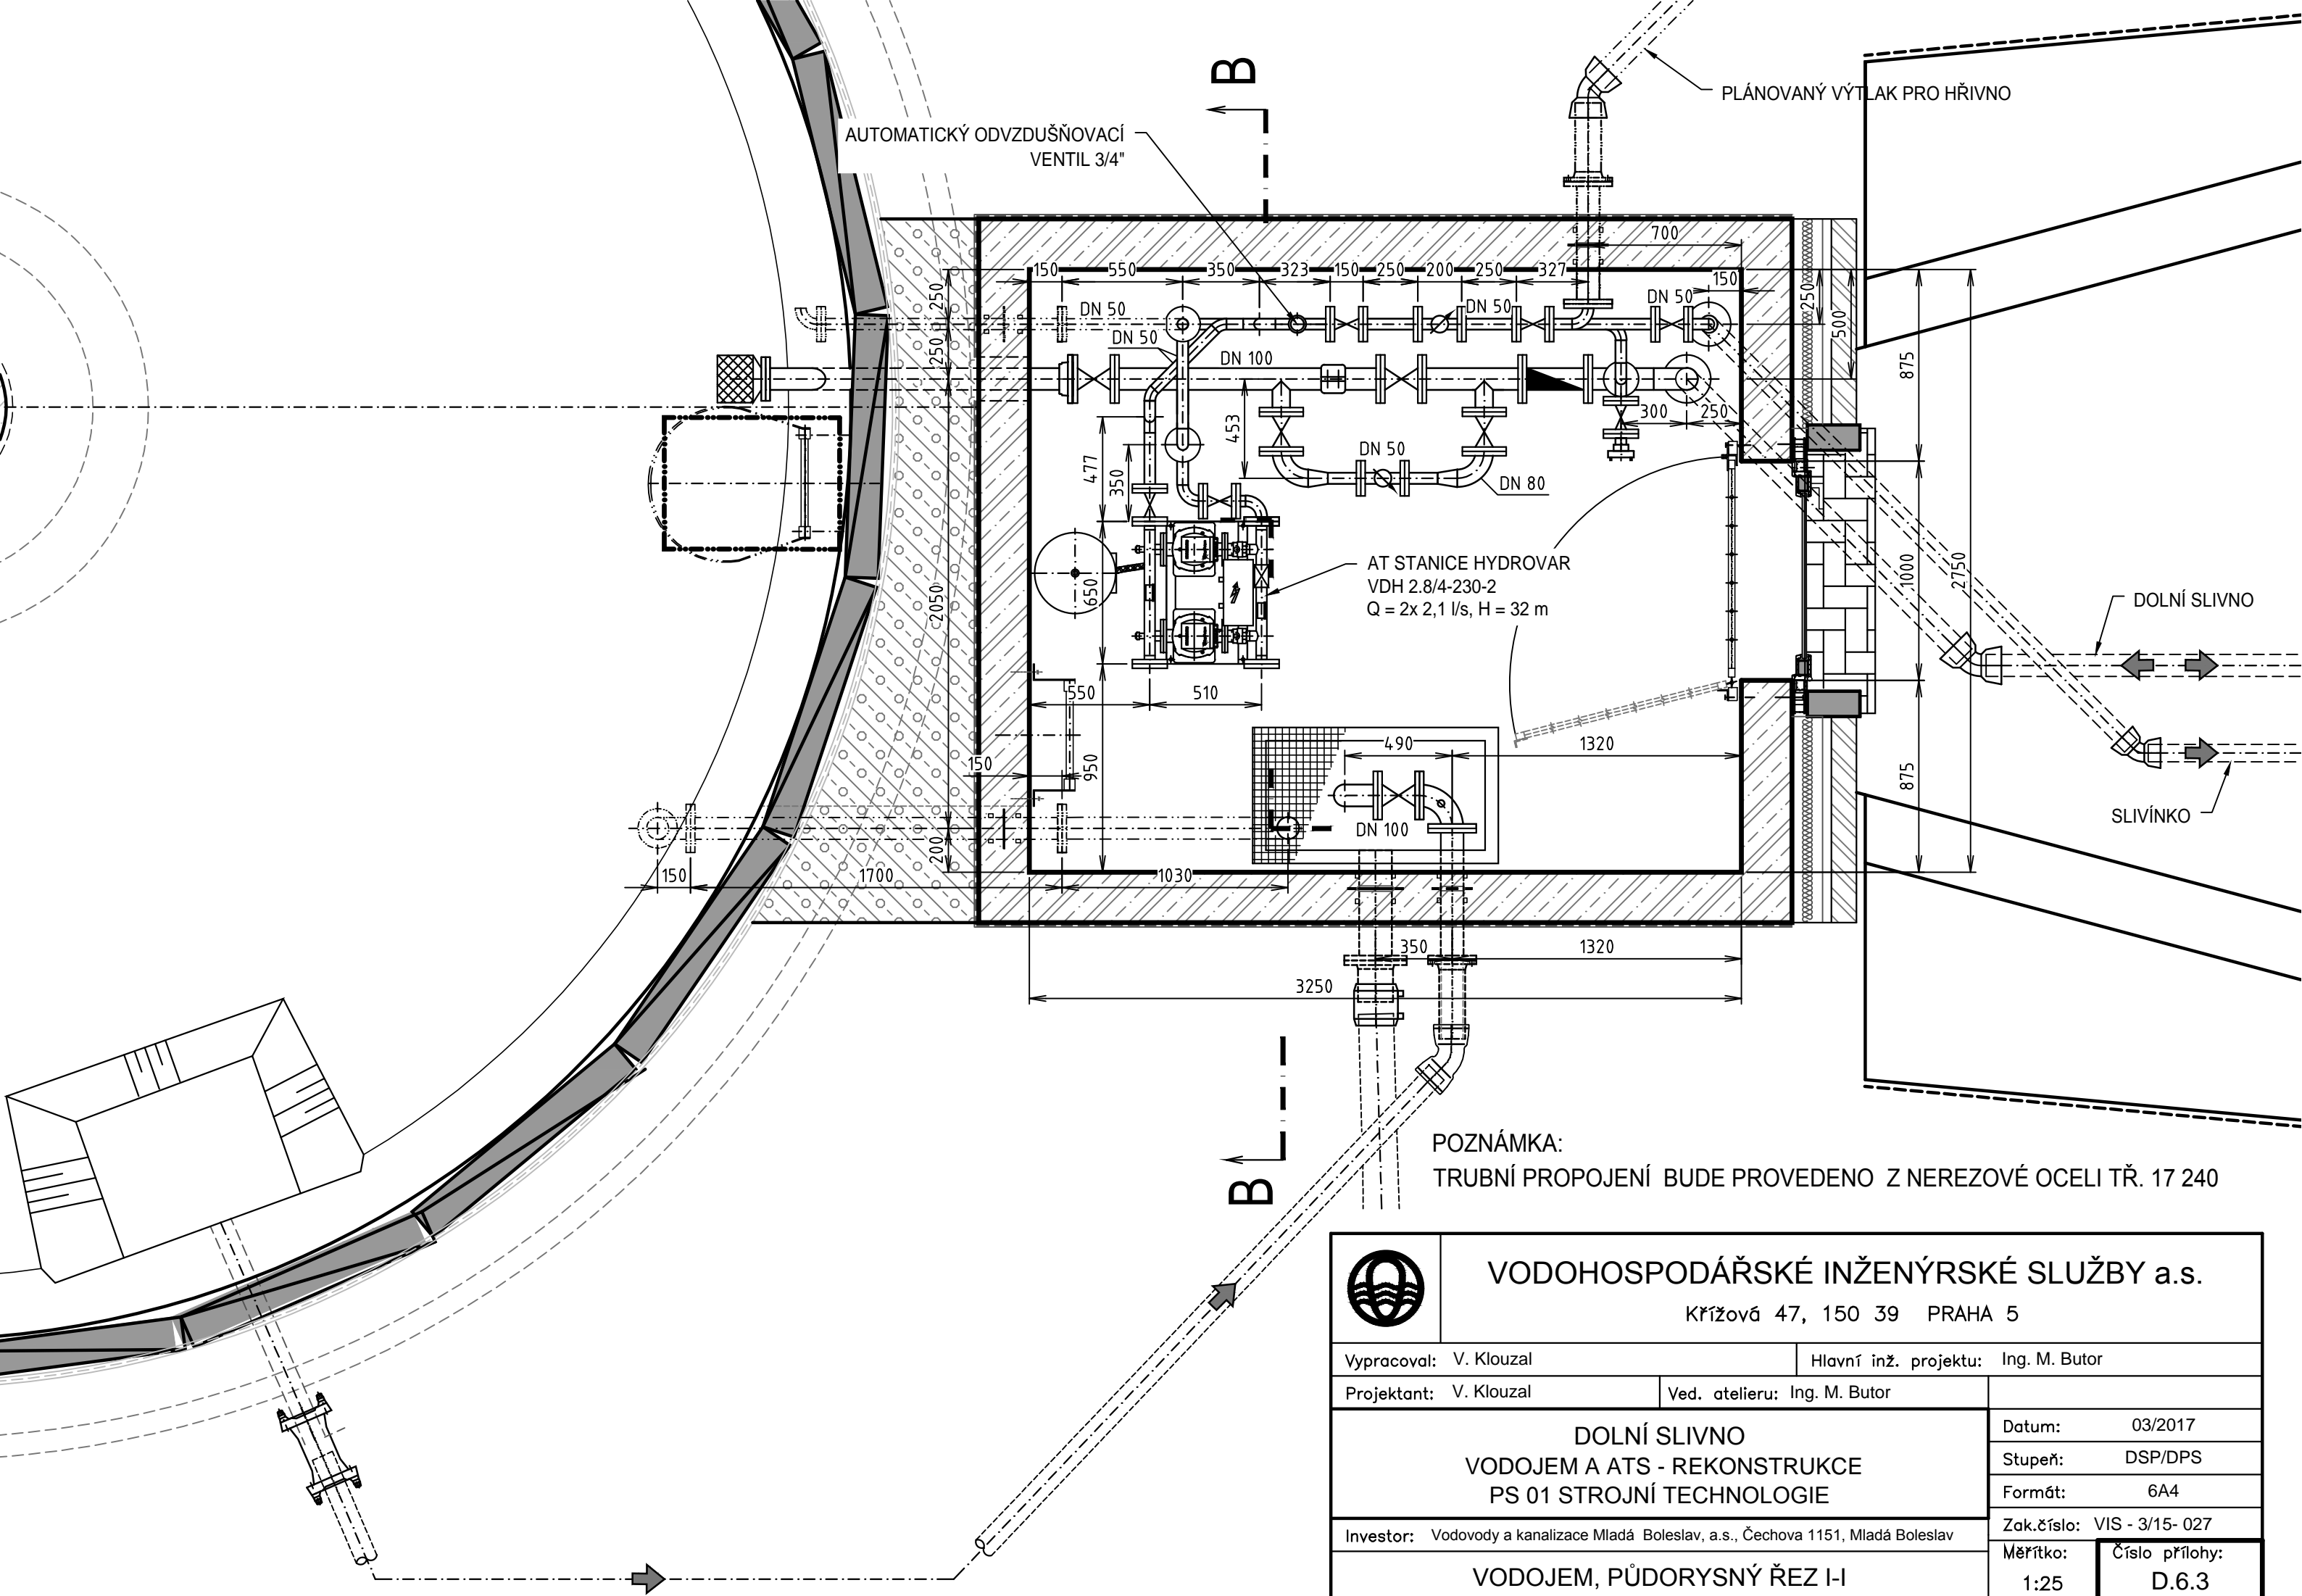 B
PLÁNOVANÝ VÝTLAK PRO HŘIVNO
AUTOMATICKÝ ODVZDUŠŇOVACÍ
VENTIL 3/4"
700
150 550 350 323 150 250 200 250 327
150
250
250
DN 50
DN 50
DN 50
DN 50
DN 100
250
500
875
453
300 250
477
350
DN 50
DN 80
2050
650
AT STANICE HYDROVAR
VDH 2.8/4-230-2
Q = 2x 2,1 l/s, H = 32 m
1000
2750
DOLNÍ SLIVNO
550 510
490 1320
150
950
875
SLIVÍNKO
DN 100
200
150 1700 1030
350 1320
3250
B
POZNÁMKA:
TRUBNÍ PROPOJENÍ BUDE PROVEDENO Z NEREZOVÉ OCELI TŘ. 17 240
VODOHOSPODÁŘSKÉ INŽENÝRSKÉ SLUŽBY a.s.
Křížová 47, 150 39 PRAHA 5
Vypracoval: V. Klouzal Hlavní inž. projektu: Ing. M. Butor
Projektant: V. Klouzal Ved. atelieru: Ing. M. Butor
DOLNÍ SLIVNO
VODOJEM A ATS - REKONSTRUKCE
PS 01 STROJNÍ TECHNOLOGIE
Datum: 03/2017
Stupeň: DSP/DPS
Formát: 6A4
Zak.číslo: VIS - 3/15- 027
Investor: Vodovody a kanalizace Mladá Boleslav, a.s., Čechova 1151, Mladá Boleslav
Měřítko: Číslo přílohy:
VODOJEM, PŮDORYSNÝ ŘEZ I-I
1:25 D.6.3